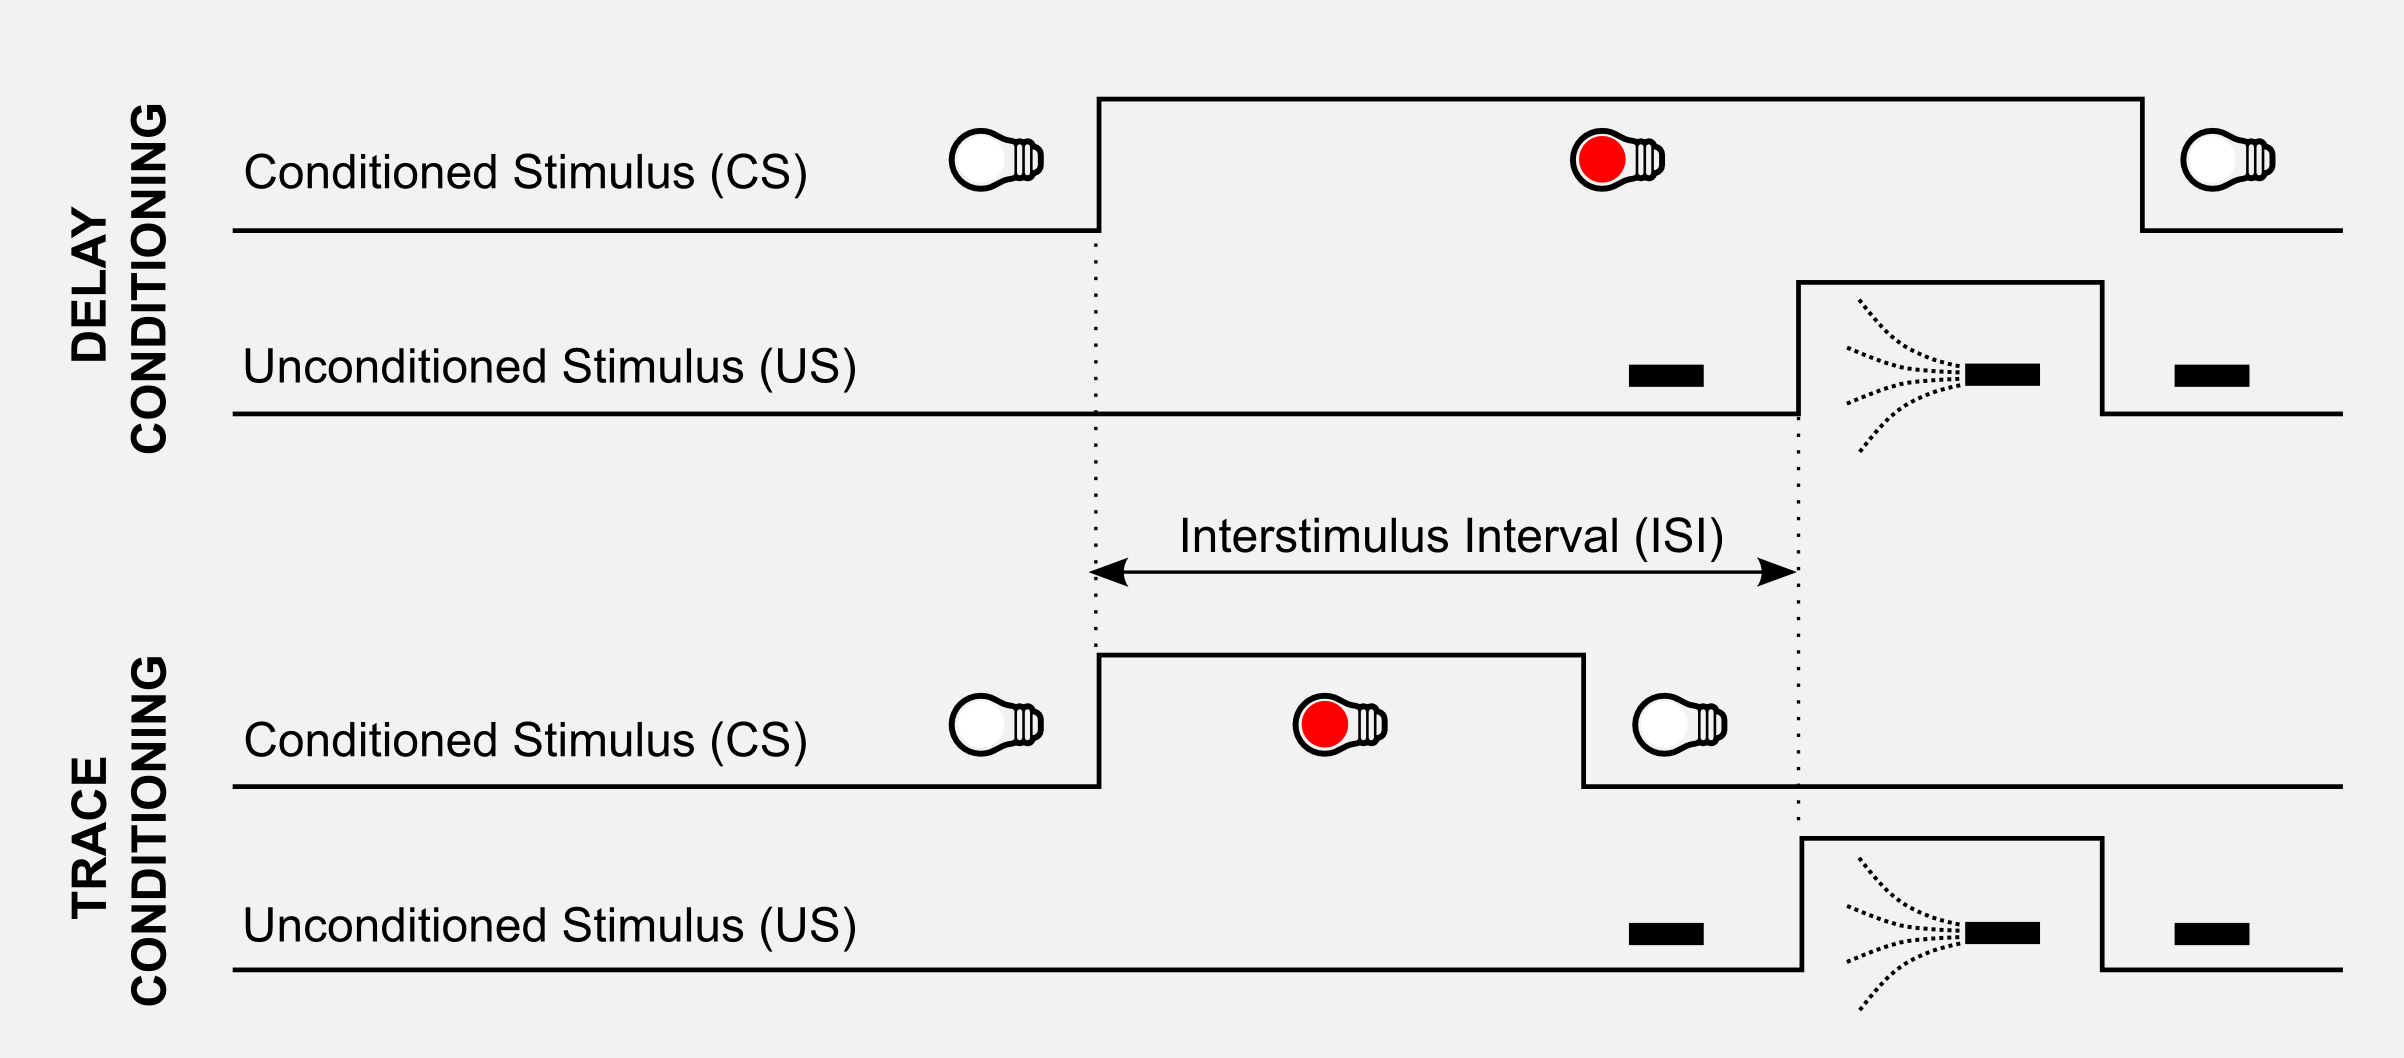 DELAY
CONDITIONING
Conditioned Stimulus (CS)
Unconditioned Stimulus (US)
Interstimulus Interval (ISI)
TRACE
CONDITIONING
Conditioned Stimulus (CS)
Unconditioned Stimulus (US)